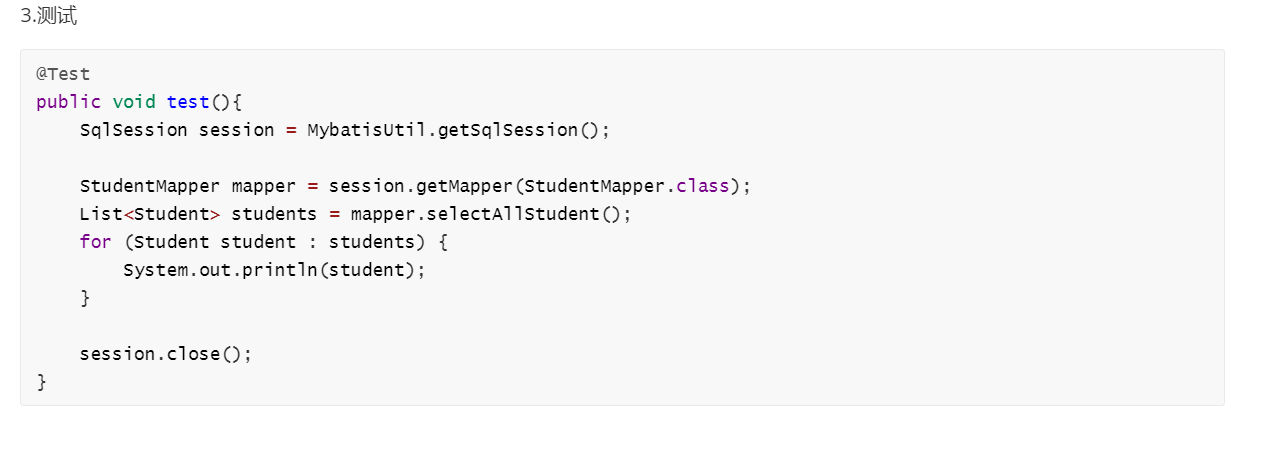 3.测试
@Test
public void test(){
    SqlSession session = MybatisUtil.getSqlSession();
    StudentMapper mapper = session.getMapper(StudentMapper.class);
    List<Student> students = mapper.selectAllStudent();
    for (Student student : students) {
        System.out.println(student);
    }
    session.close();
}